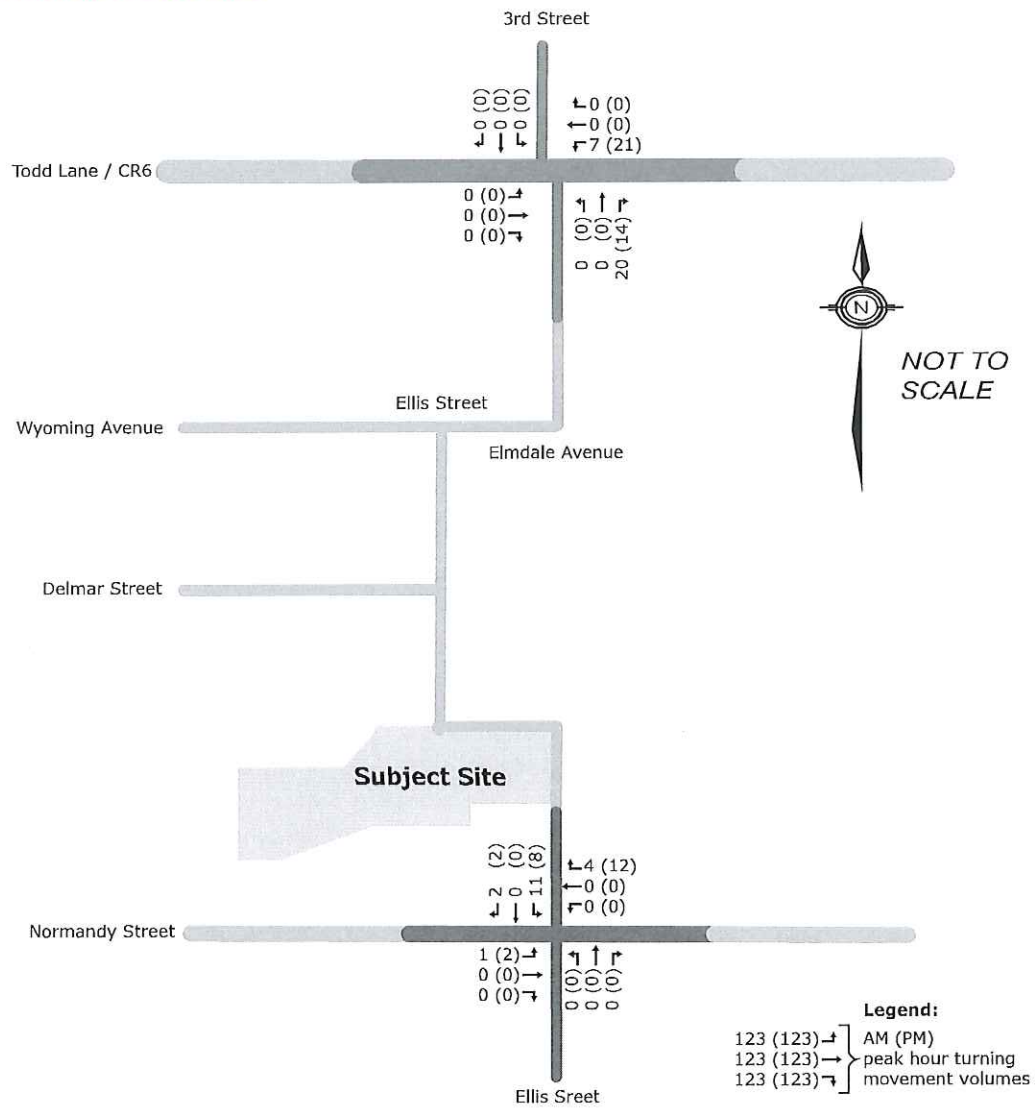 3rd Street
0 (0)
0 (0)
0 (0)
0 (0)
0 (0)
7 (21)
Todd Lane / CR6
0 (0)
0 (0)
0 (0)
0 (0)
0 (0)
20 (14)
N
NOT TO
SCALE
Ellis Street
Wyoming Avenue
Elmdale Avenue
Delmar Street
Subject Site
2 (2)
0 (0)
11 (8)
4 (12)
0 (0)
0 (0)
Normandy Street
1 (2)
0 (0)
0 (0)
0 (0)
0 (0)
0 (0)
Legend:
123 (123) AM (PM)
123 (123) peak hour turning
123 (123) movement volumes
Ellis Sreet